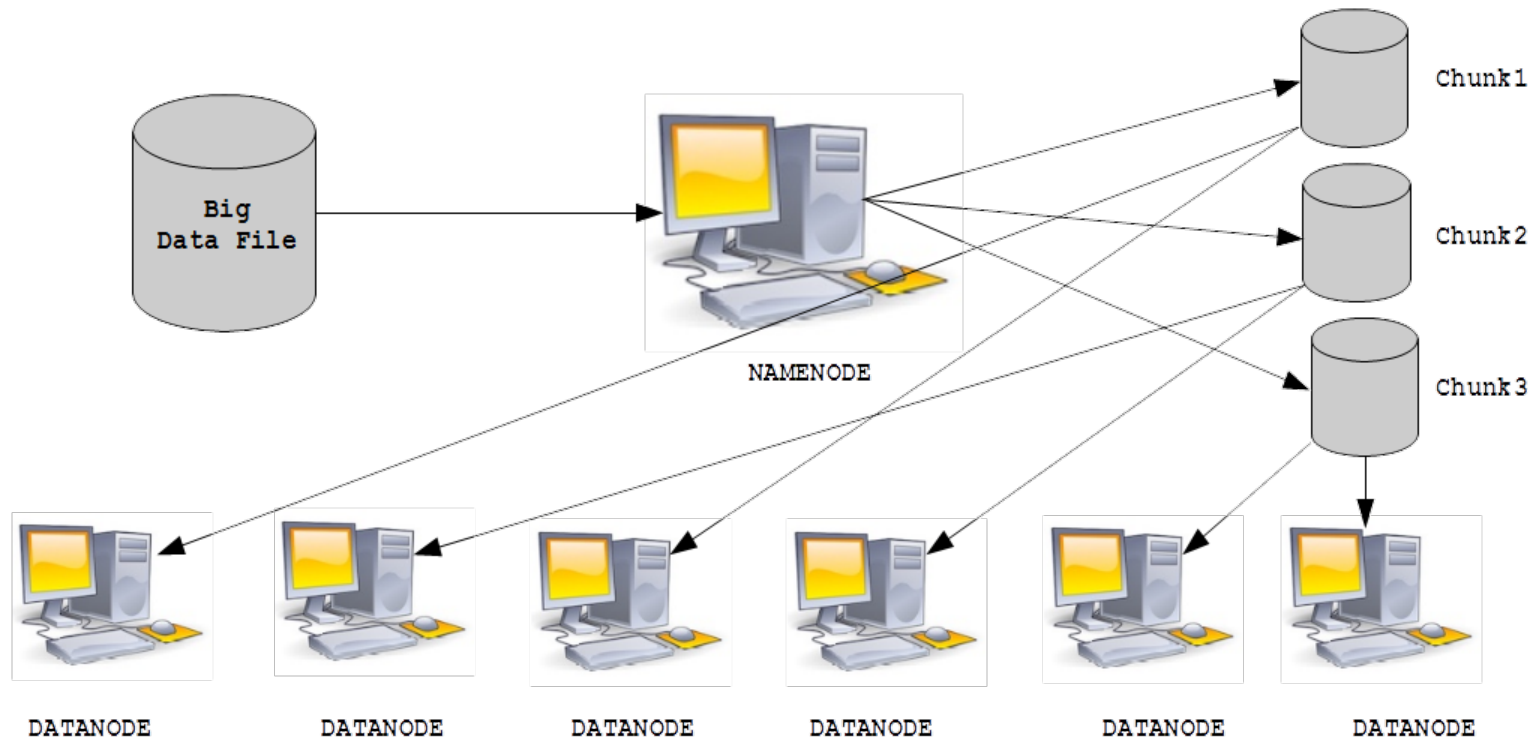 Big
Data File
NAMENODE
Chunk1
Chunk2
Chunk3
DATANODE
DATANODE
DATANODE
DATANODE
DATANODE
DATANODE